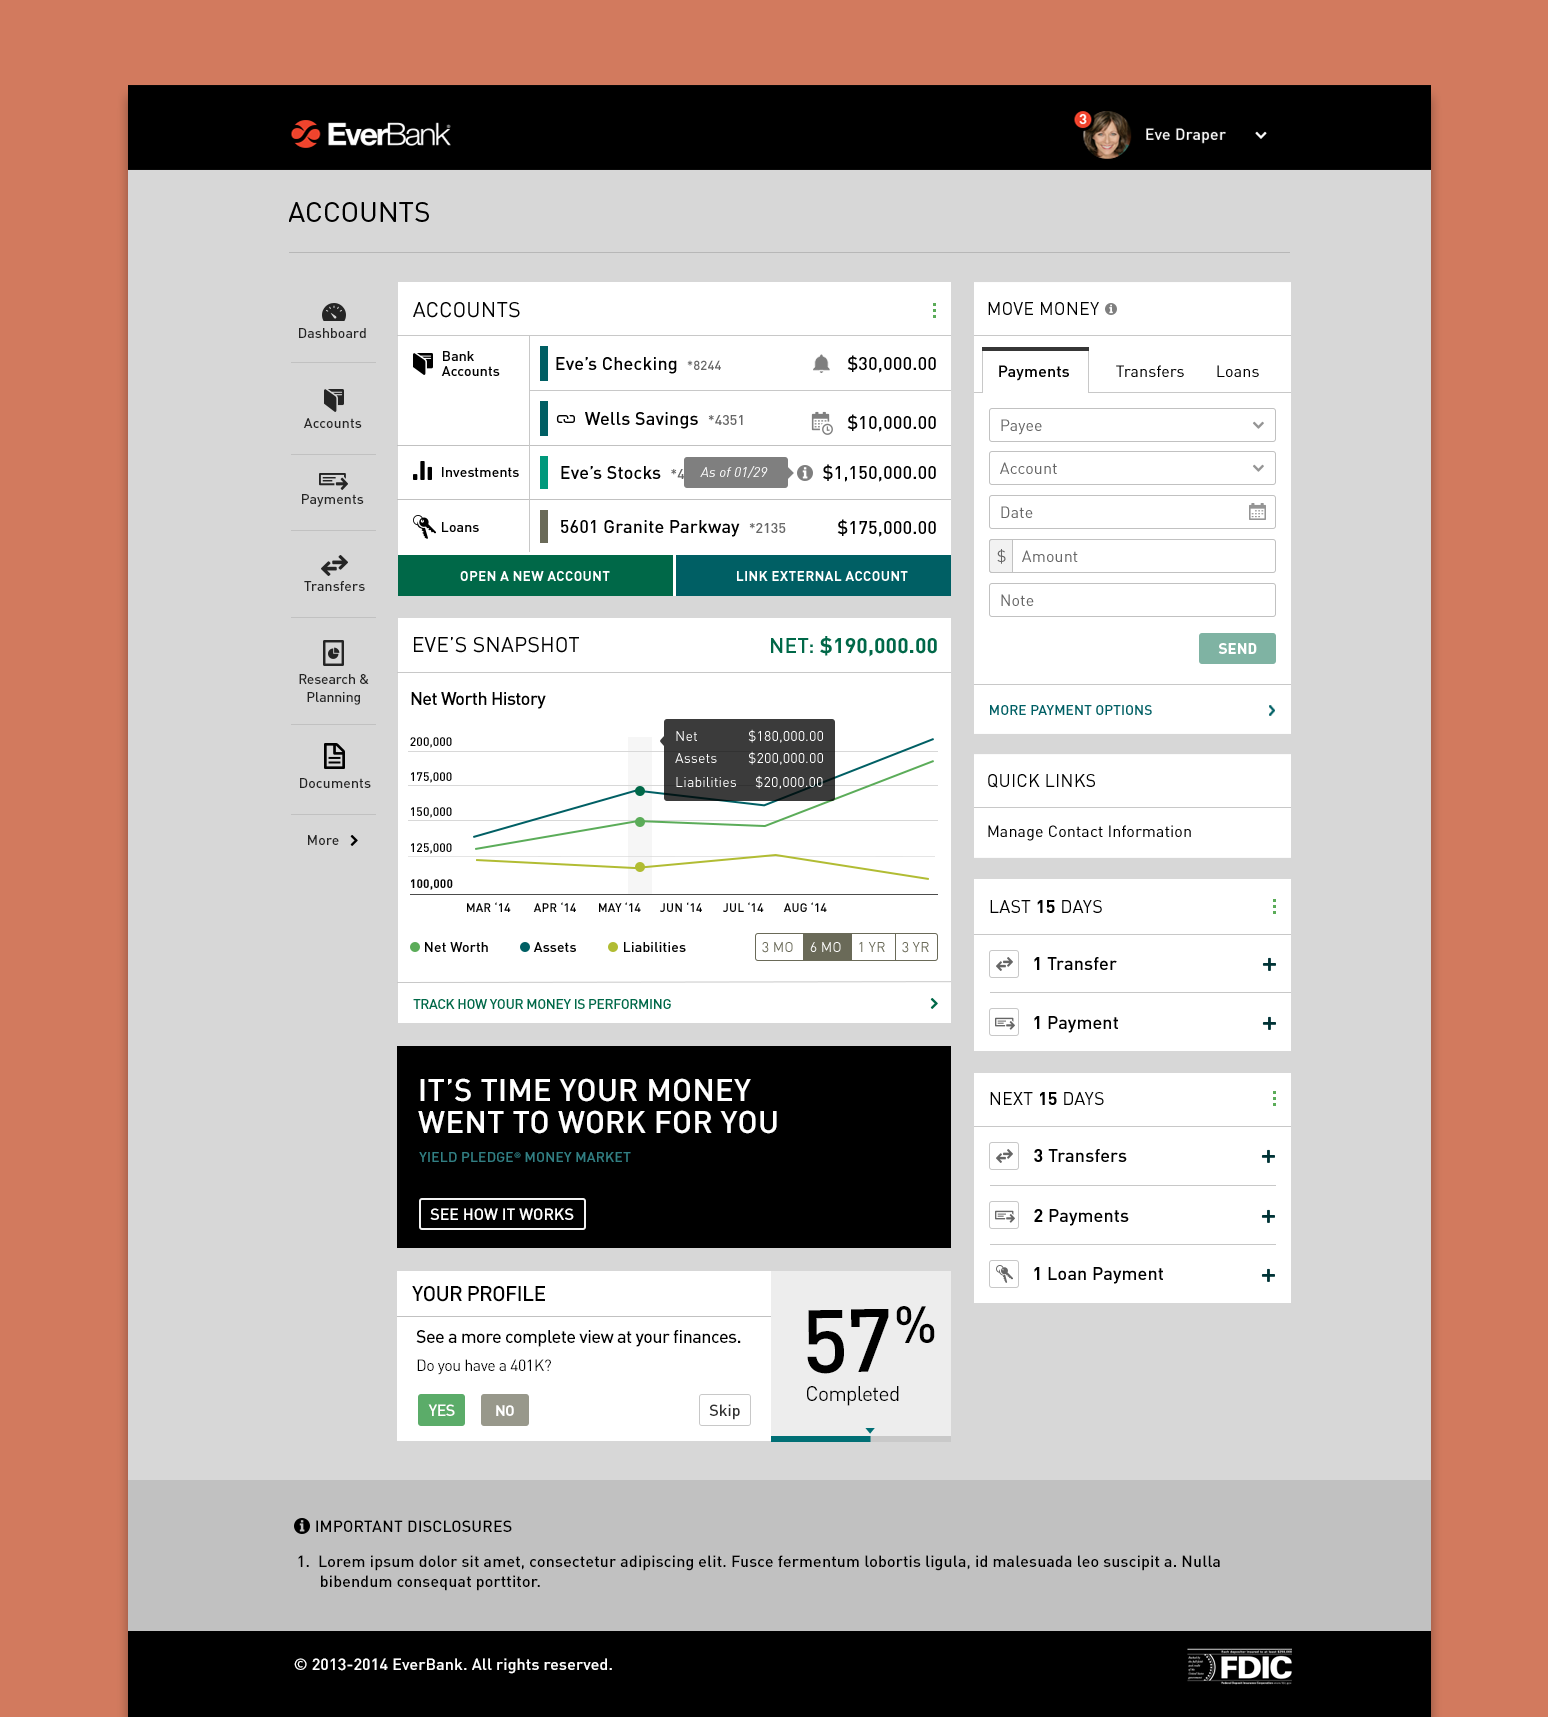 EverBank
3
Eve Draper
ACCOUNTS
Dashboard
Accounts
Payments
Transfers
Research &
Planning
Documents
More
ACCOUNTS
Bank
Accounts
Eve's Checking *8244 $30,000.00
Wells Savings *4351 $10,000.00
Investments
Eve's Stocks *4 As of 01/29 $1,150,000.00
Loans
5601 Granite Parkway *2135 $175,000.00
OPEN A NEW ACCOUNT
LINK EXTERNAL ACCOUNT
EVE'S SNAPSHOT
NET: $190,000.00
Net Worth History
200,000
175,000
150,000
125,000
100,000
Net $180,000.00
Assets $200,000.00
Liabilities $20,000.00
MAR '14 APR '14 MAY '14 JUN '14 JUL '14 AUG '14
Net Worth Assets Liabilities
3 MO 6 MO 1 YR 3 YR
TRACK HOW YOUR MONEY IS PERFORMING
IT'S TIME YOUR MONEY
WENT TO WORK FOR YOU
YIELD PLEDGE® MONEY MARKET
SEE HOW IT WORKS
YOUR PROFILE
See a more complete view at your finances.
Do you have a 401K?
YES NO Skip
57%
Completed
MOVE MONEY
Payments Transfers Loans
Payee
Account
Date
$ Amount
Note
SEND
MORE PAYMENT OPTIONS
QUICK LINKS
Manage Contact Information
LAST 15 DAYS
1 Transfer
1 Payment
NEXT 15 DAYS
3 Transfers
2 Payments
1 Loan Payment
IMPORTANT DISCLOSURES
1. Lorem ipsum dolor sit amet, consectetur adipiscing elit. Fusce fermentum lobortis ligula, id malesuada leo suscipit a. Nulla
bibendum consequat porttitor.
© 2013-2014 EverBank. All rights reserved.
FDIC